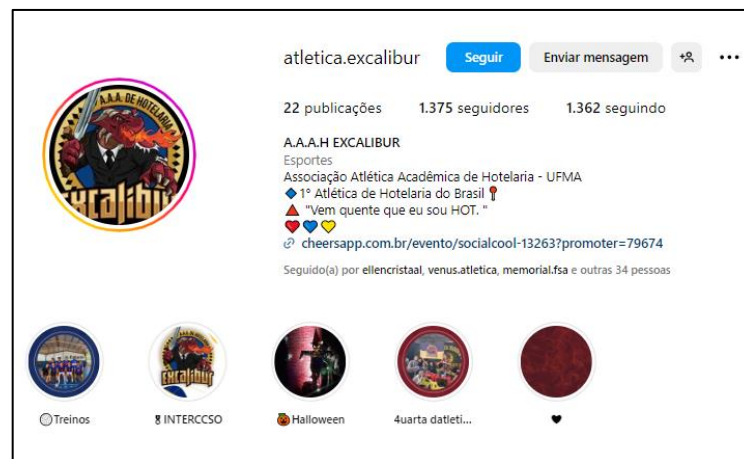 atletica.excalibur Seguir Enviar mensagem
22 publicações 1.375 seguidores 1.362 seguindo
A.A.A. DE HOTELARIA
EXCALIBUR
A.A.A.H EXCALIBUR
Esportes
Associação Atlética Acadêmica de Hotelaria - UFMA
🔷1° Atlética de Hotelaria do Brasil📍
🔺 "Vem quente que eu sou HOT. "
❤️💙💛
cheersapp.com.br/evento/socialcool-13263?promoter=79674
Seguido(a) por ellencristaal, venus.atletica, memorial.fsa e outras 34 pessoas
EXCALIBUR
🏐Treinos 🎖INTERCCSO 🎃Halloween 4uarta datleti... 🖤